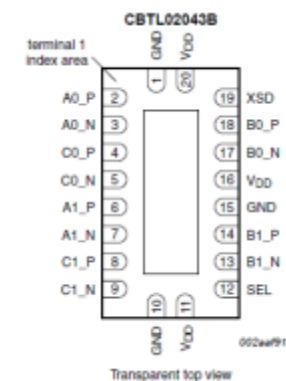 CBTL02043B
terminal 1
index area
GND
VDD
1
20
A0_P 2
19 XSD
A0_N 3
18 B0_P
C0_P 4
17 B0_N
C0_N 5
16 VDD
A1_P 6
15 GND
A1_N 7
14 B1_P
C1_P 8
13 B1_N
C1_N 9
12 SEL
10
11
GND
VDD
002aaf91
Transparent top view